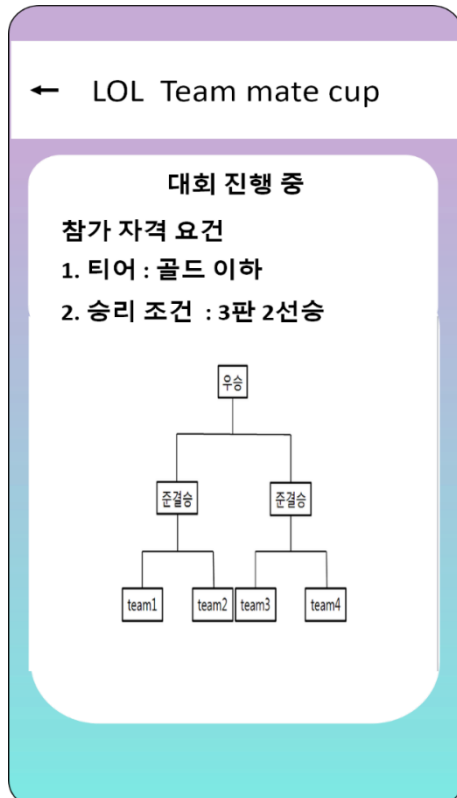 ← LOL Team mate cup
대회 진행 중
참가 자격 요건
1. 티어 : 골드 이하
2. 승리 조건 : 3판 2선승
우승
준결승 준결승
team1 team2 team3 team4